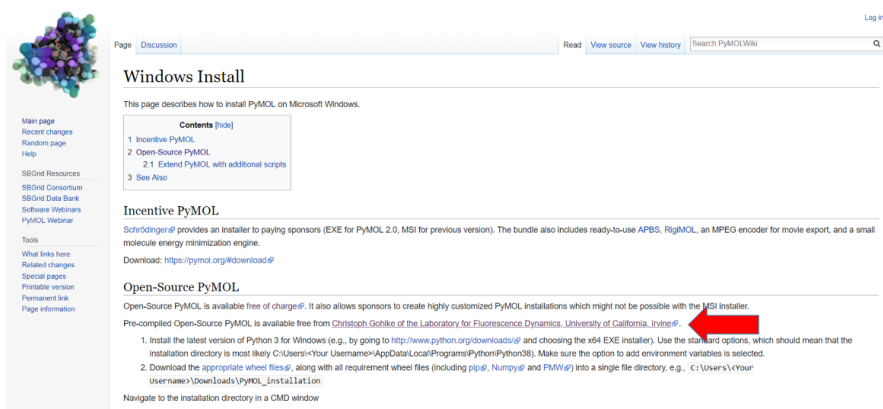 Log in
Page Discussion
Read View source View history Search PyMOLWiki
Windows Install
This page describes how to install PyMOL on Microsoft Windows.
Contents [hide]
1 Incentive PyMOL
2 Open-Source PyMOL
2.1 Extend PyMOL with additional scripts
3 See Also
Main page
Recent changes
Random page
Help
SBGrid Resources
SBGrid Consortium
SBGrid Data Bank
Software Webinars
PyMOL Webinar
Tools
What links here
Related changes
Special pages
Printable version
Permanent link
Page information
Incentive PyMOL
Schrödinger provides an installer to paying sponsors (EXE for PyMOL 2.0, MSI for previous version). The bundle also includes ready-to-use APBS, RigiMOL, an MPEG encoder for movie export, and a small
molecule energy minimization engine.
Download: https://pymol.org/#download
Open-Source PyMOL
Open-Source PyMOL is available free of charge. It also allows sponsors to create highly customized PyMOL installations which might not be possible with the MSI installer.
Pre-compiled Open-Source PyMOL is available free from Christoph Gohlke of the Laboratory for Fluorescence Dynamics, University of California, Irvine.
1. Install the latest version of Python 3 for Windows (e.g., by going to http://www.python.org/downloads/ and choosing the x64 EXE installer). Use the standard options, which should mean that the
installation directory is most likely C:\Users\<Your Username>\AppData\Local\Programs\Python\Python38). Make sure the option to add environment variables is selected.
2. Download the appropriate wheel files, along with all requirement wheel files (including pip, Numpy and PMW) into a single file directory, e.g., C:\Users\<Your
Username>\Downloads\PyMOL_installation
Navigate to the installation directory in a CMD window